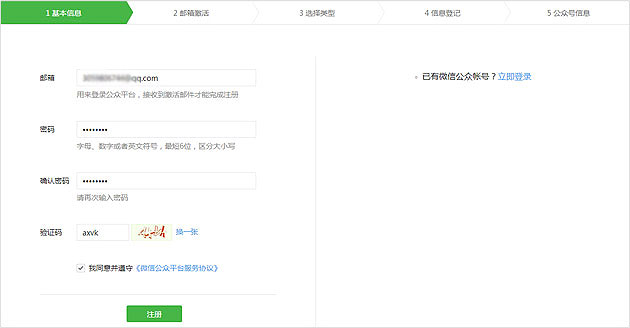 1 基本信息
2 邮箱激活
3 选择类型
4 信息登记
5 公众号信息
邮箱
qq.com
用来登录公众平台，接收到激活邮件才能完成注册
已有微信公众帐号？立即登录
密码
••••••••
字母、数字或者英文符号，最短6位，区分大小写
确认密码
••••••••
请再次输入密码
验证码 axvk 换一张
我同意并遵守《微信公众平台服务协议》
注册